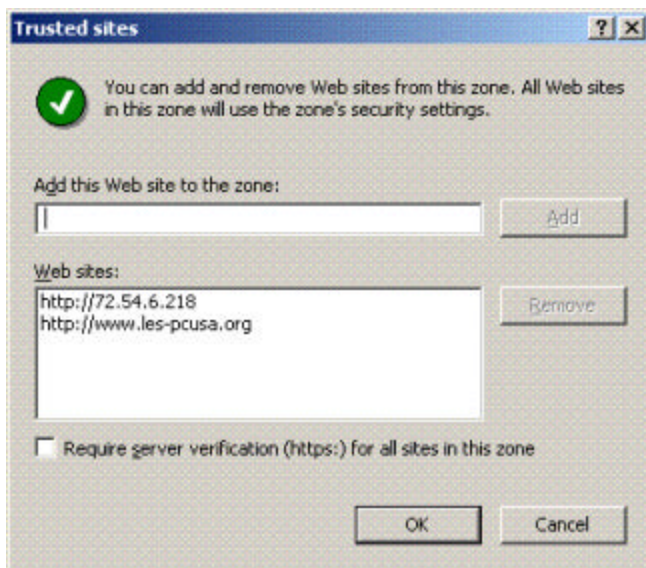 Trusted sites
You can add and remove Web sites from this zone. All Web sites
in this zone will use the zone's security settings.
Add this Web site to the zone:
Add
Web sites:
http://72.54.6.218
http://www.les-pcusa.org
Remove
Require server verification (https:) for all sites in this zone
OK
Cancel